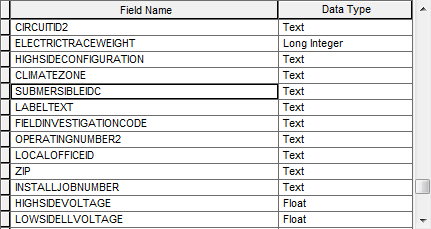 Field Name Data Type
CIRCUITID2 Text
ELECTRICTRACEWEIGHT Long Integer
HIGHSIDECONFIGURATION Text
CLIMATEZONE Text
SUBMERSIBLEIDC Text
LABELTEXT Text
FIELDINVESTIGATIONCODE Text
OPERATINGNUMBER2 Text
LOCALOFFICEID Text
ZIP Text
INSTALLJOBNUMBER Text
HIGHSIDEVOLTAGE Float
LOWSIDELLVOLTAGE Float